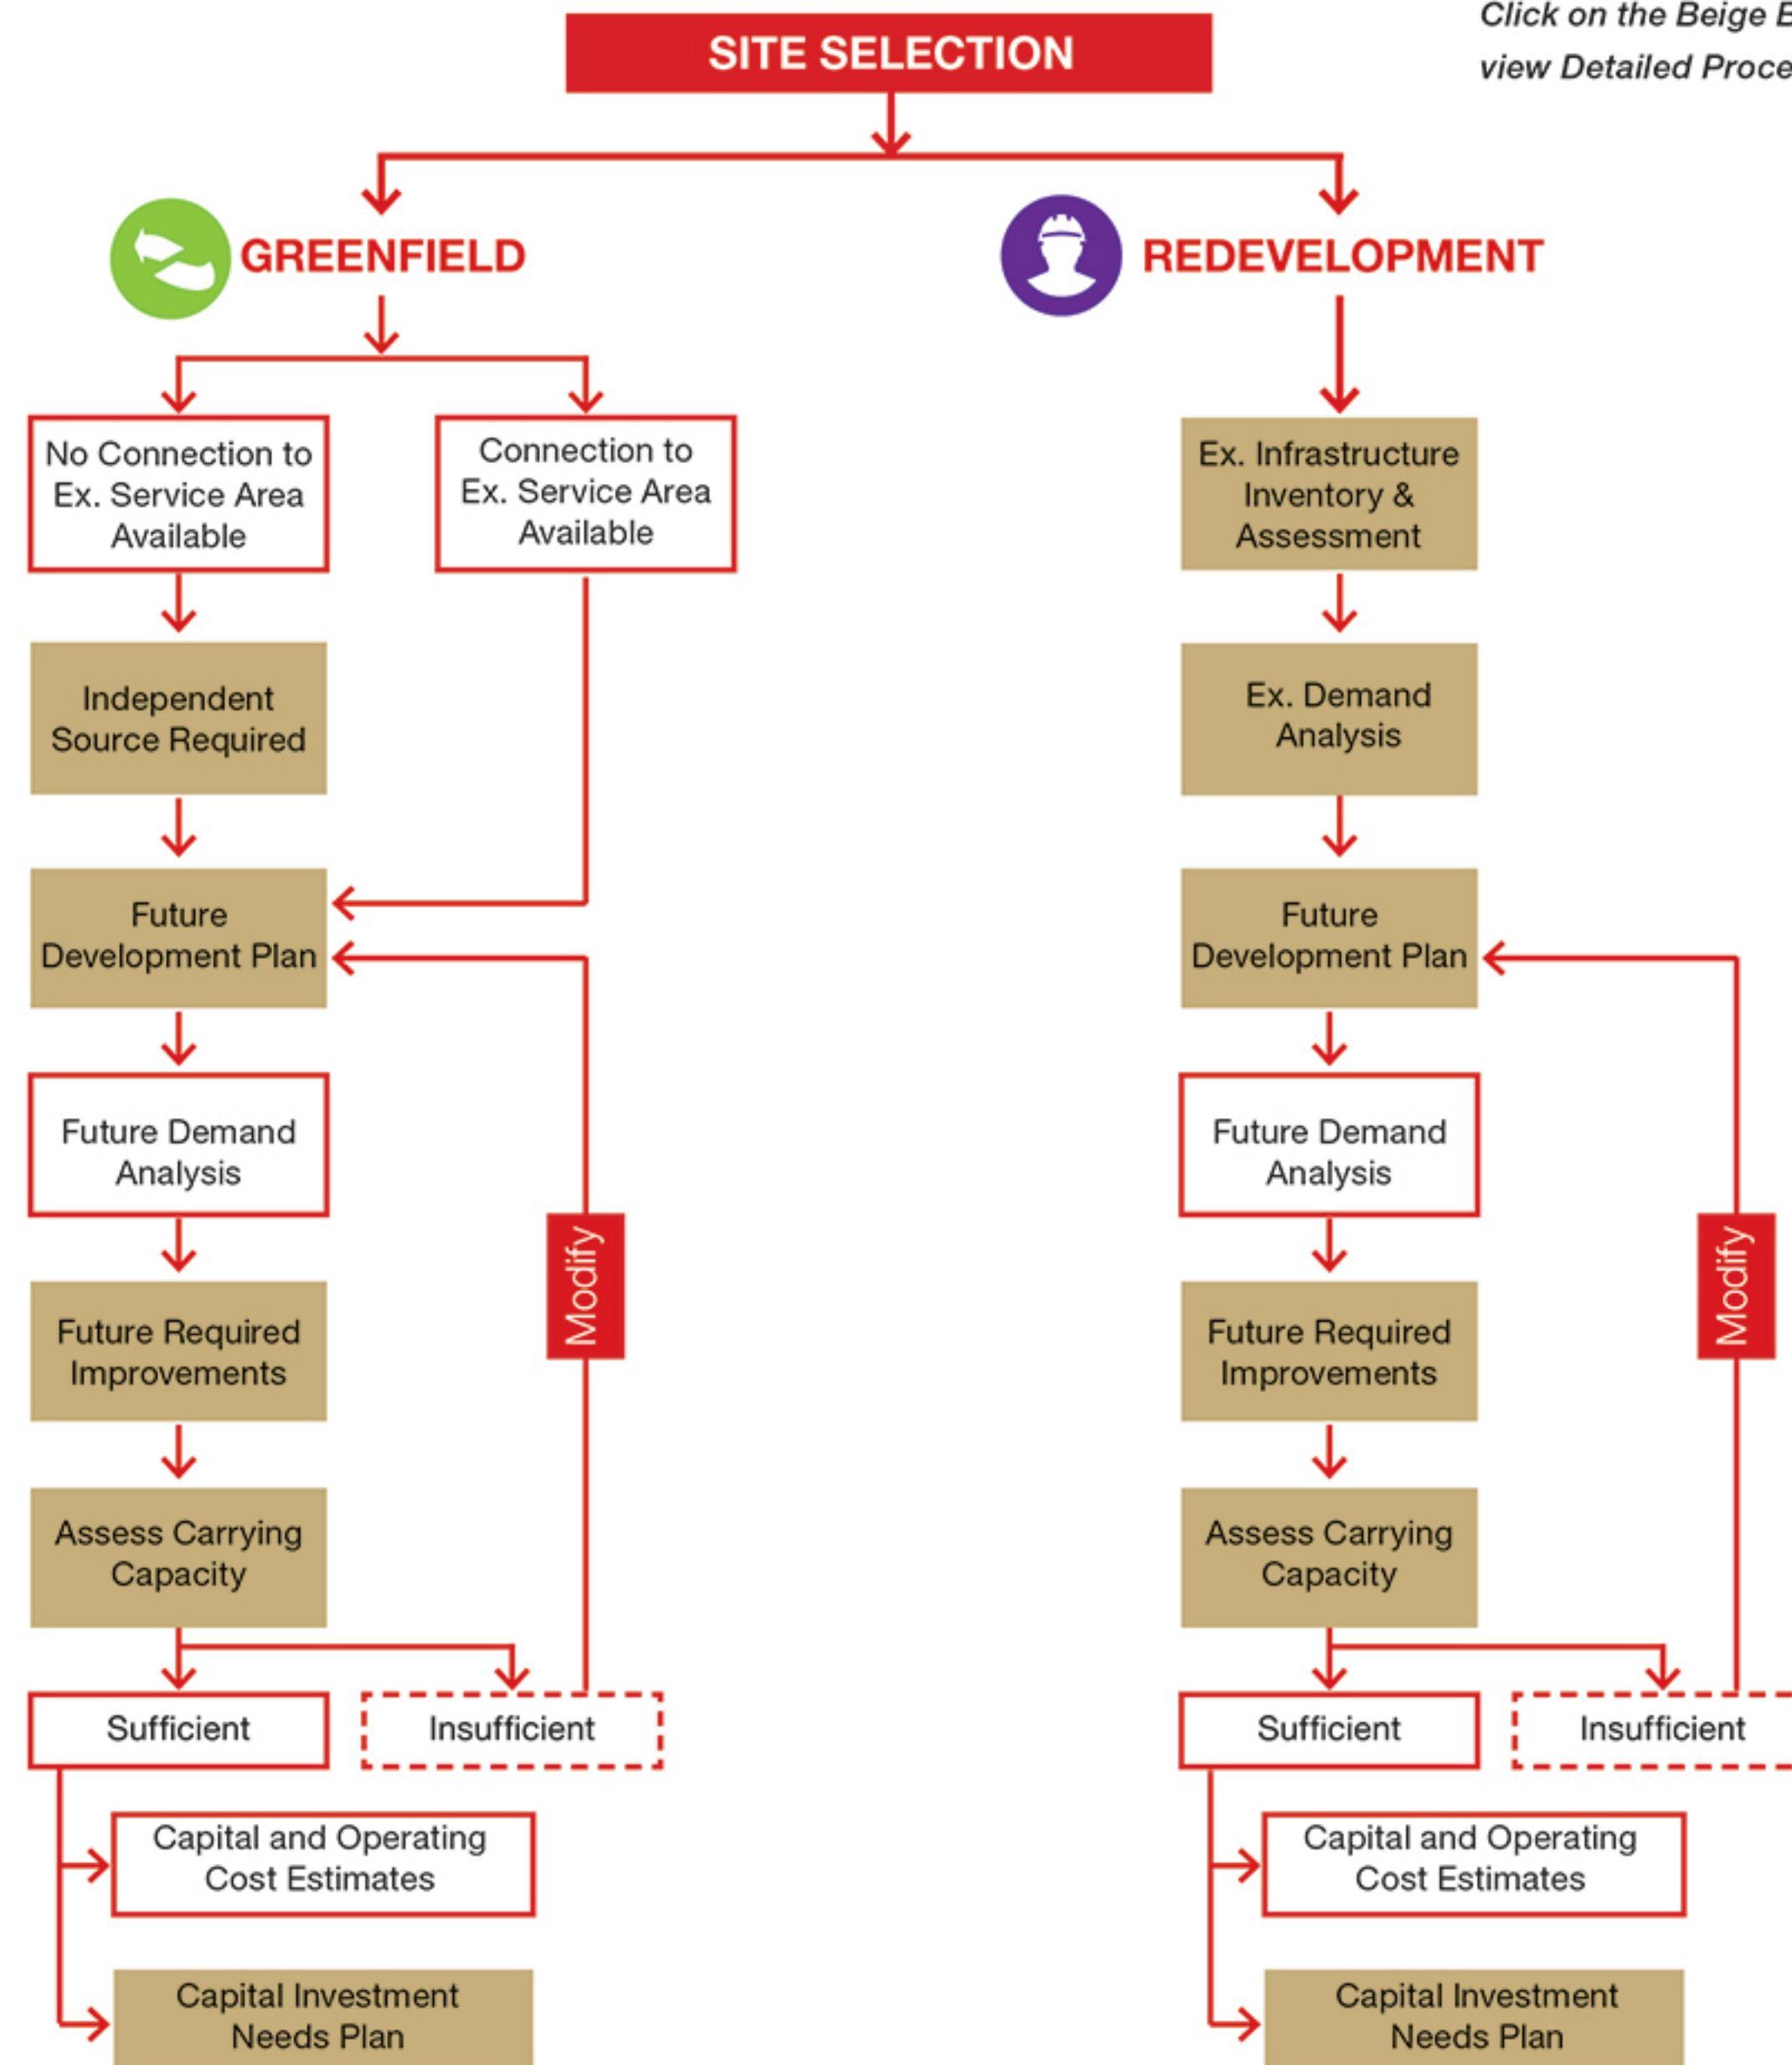 Click on the Beige
view Detailed
SITE SELECTION
GREENFIELD
REDEVELOPMENT
No Connection to
Ex. Service Area
Available
Connection to
Ex. Service Area
Available
Independent
Source Required
Future
Development Plan
Future Demand
Analysis
Future Required
Improvements
Modify
Assess Carrying
Capacity
Sufficient
Insufficient
Capital and Operating
Cost Estimates
Capital Investment
Needs Plan
Ex. Infrastructure
Inventory &
Assessment
Ex. Demand
Analysis
Future
Development Plan
Future Demand
Analysis
Future Required
Improvements
Modify
Assess Carrying
Capacity
Sufficient
Insufficient
Capital and Operating
Cost Estimates
Capital Investment
Needs Plan